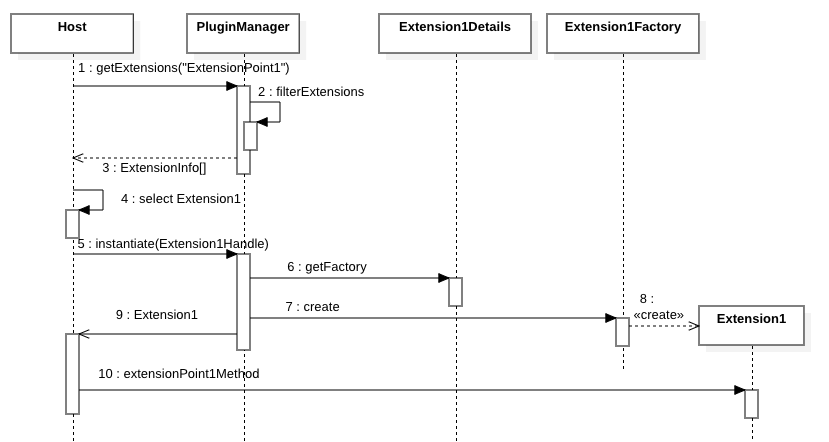 Host
PluginManager
Extension1Details
Extension1Factory
1 : getExtensions("ExtensionPoint1")
2 : filterExtensions
3 : ExtensionInfo[]
4 : select Extension1
5 : instantiate(Extension1Handle)
6 : getFactory
7 : create
8 :
«create»
Extension1
9 : Extension1
10 : extensionPoint1Method